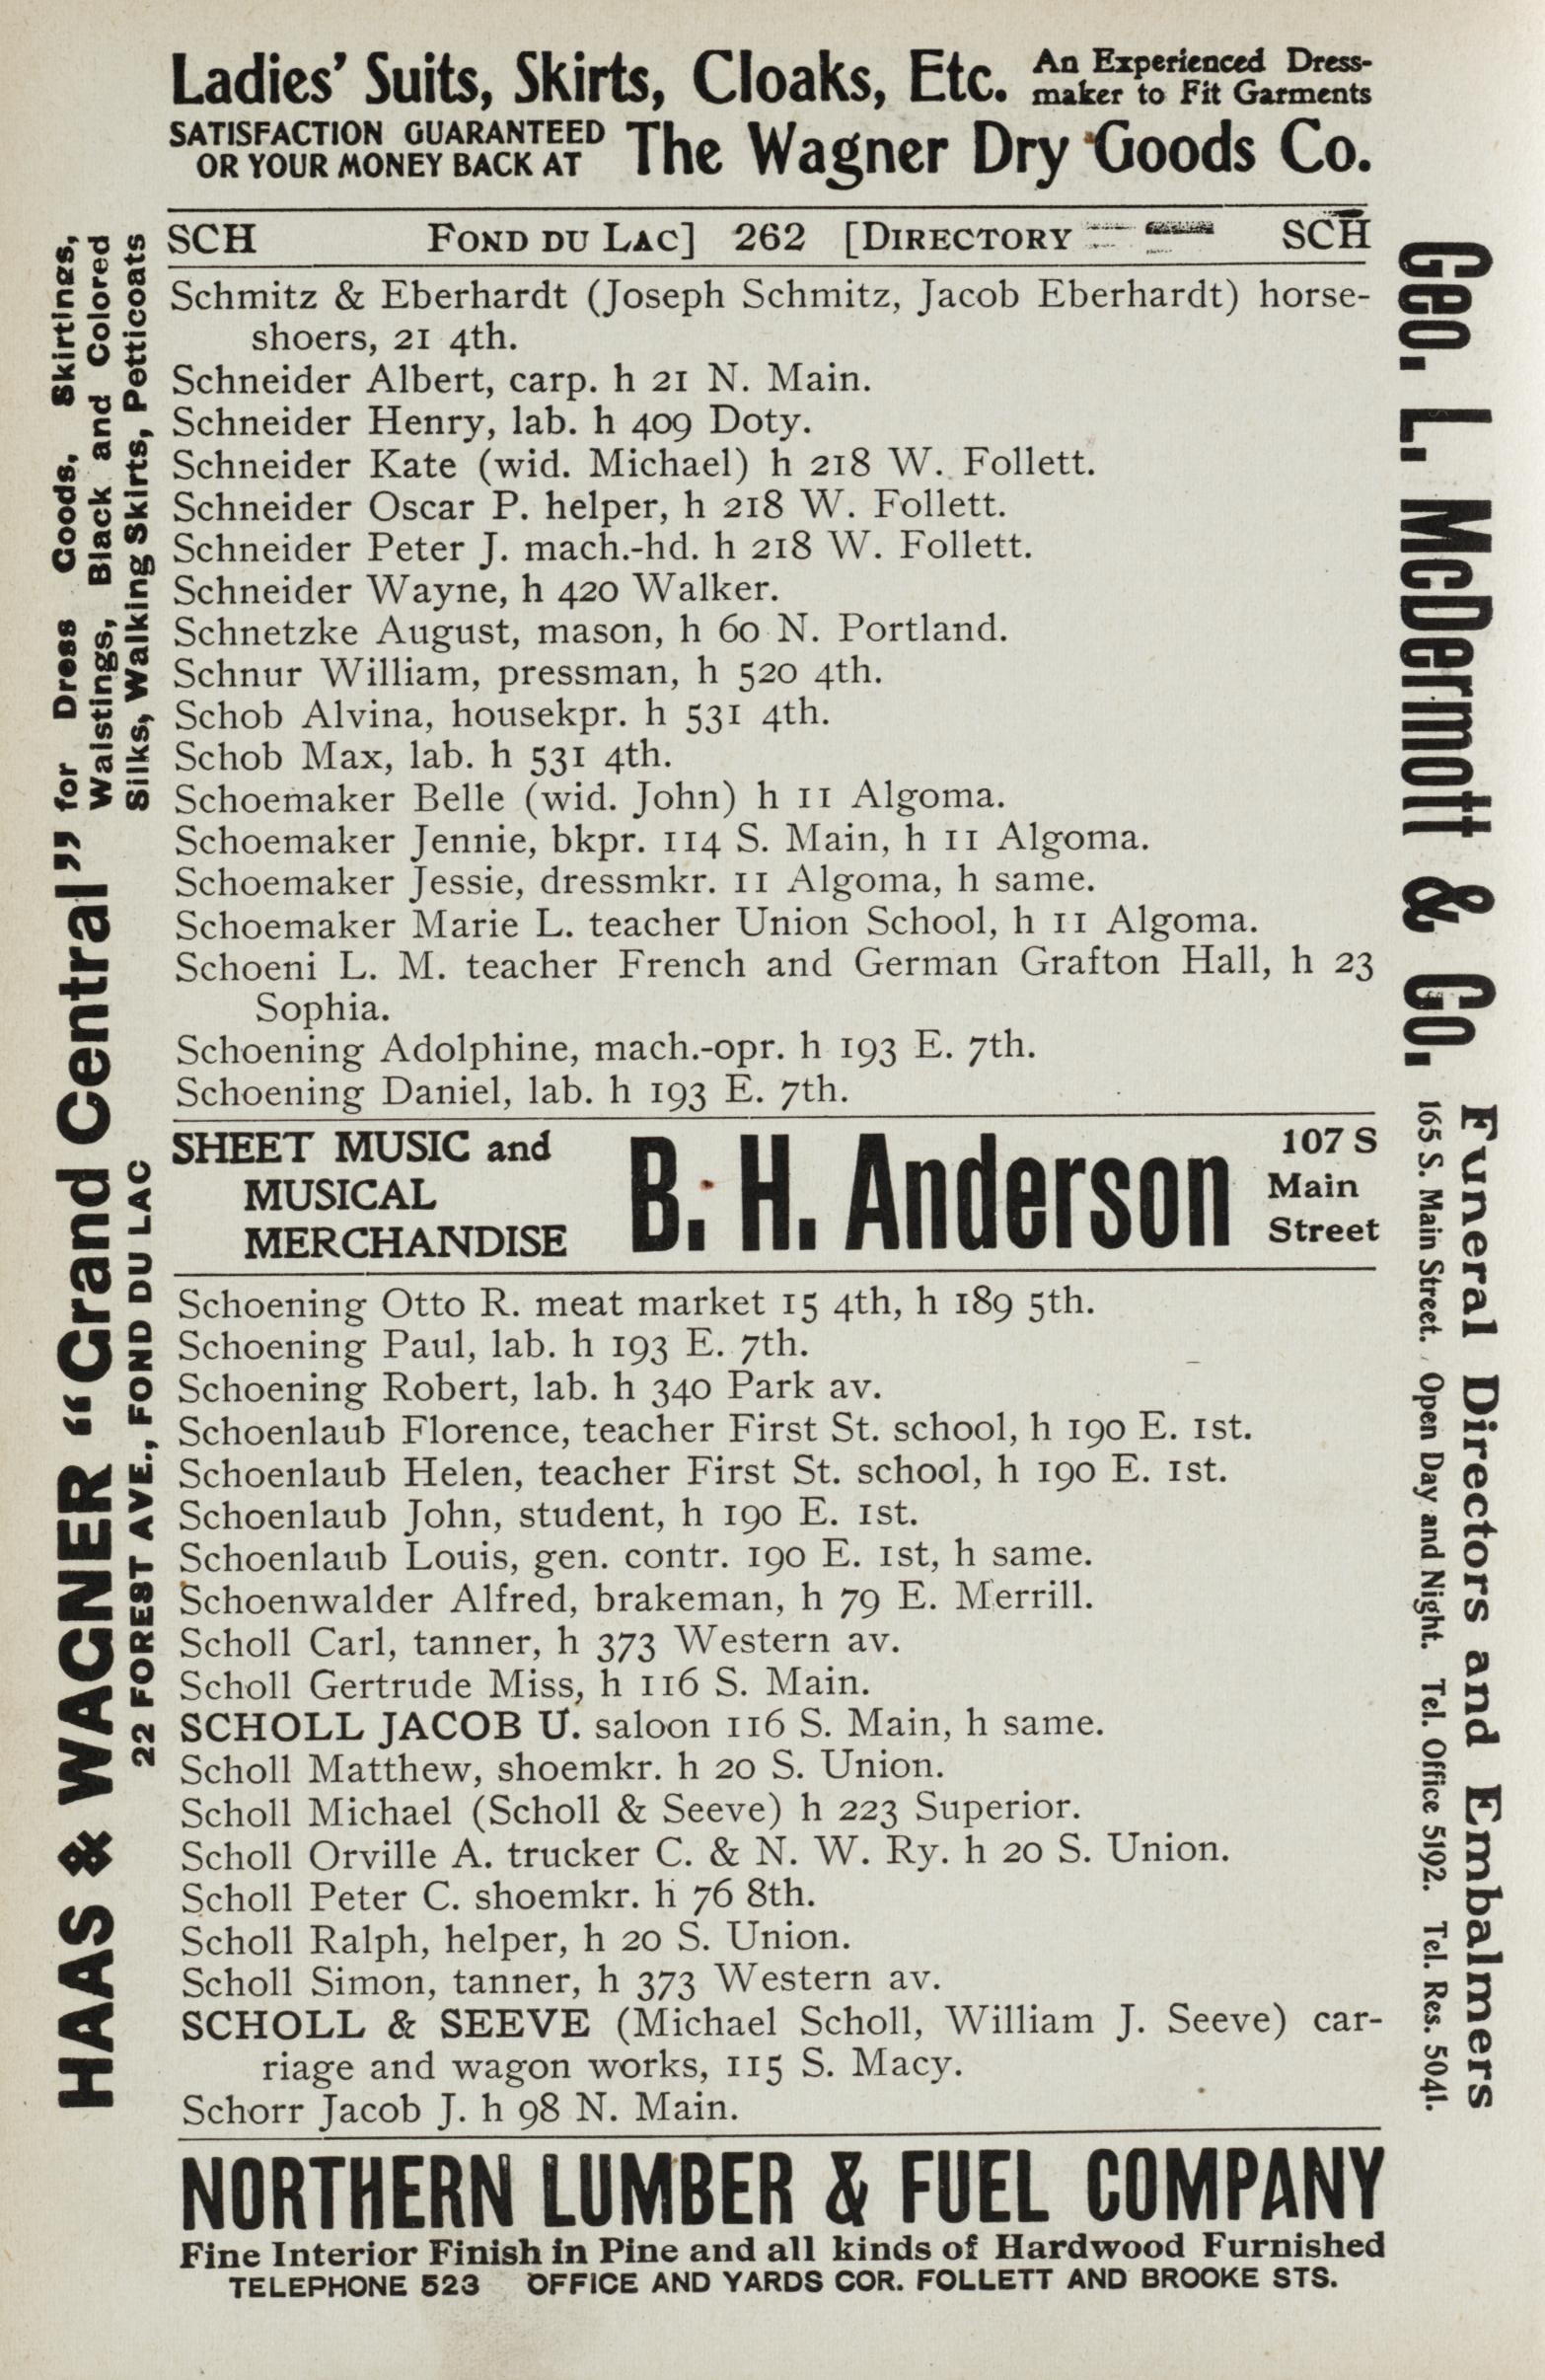 Ladies' Suits, Skirts, Cloaks, Etc. An Experienced Dress-
maker to Fit Garments
SATISFACTION GUARANTEED
OR YOUR MONEY BACK AT The Wagner Dry Goods Co.
SCH FOND DU LAC] 262 [DIRECTORY SCH
Schmitz & Eberhardt (Joseph Schmitz, Jacob Eberhardt) horse-
shoers, 21 4th.
Schneider Albert, carp. h 21 N. Main.
Schneider Henry, lab. h 409 Doty.
Schneider Kate (wid. Michael) h 218 W. Follett.
Schneider Oscar P. helper, h 218 W. Follett.
Schneider Peter J. mach.-hd. h 218 W. Follett.
Schneider Wayne, h 420 Walker.
Schnetzke August, mason, h 60 N. Portland.
Schnur William, pressman, h 520 4th.
Schob Alvina, housekpr. h 531 4th.
Schob Max, lab. h 531 4th.
Schoemaker Belle (wid. John) h 11 Algoma.
Schoemaker Jennie, bkpr. 114 S. Main, h 11 Algoma.
Schoemaker Jessie, dressmkr. 11 Algoma, h same.
Schoemaker Marie L. teacher Union School, h 11 Algoma.
Schoeni L. M. teacher French and German Grafton Hall, h 23
Sophia.
Schoening Adolphine, mach.-opr. h 193 E. 7th.
Schoening Daniel, lab. h 193 E. 7th.
SHEET MUSIC and
MUSICAL
MERCHANDISE
B. H. Anderson
107 S
Main
Street
Schoening Otto R. meat market 15 4th, h 189 5th.
Schoening Paul, lab. h 193 E. 7th.
Schoening Robert, lab. h 340 Park av.
Schoenlaub Florence, teacher First St. school, h 190 E. 1st.
Schoenlaub Helen, teacher First St. school, h 190 E. 1st.
Schoenlaub John, student, h 190 E. 1st.
Schoenlaub Louis, gen. contr. 190 E. 1st, h same.
Schoenwalder Alfred, brakeman, h 79 E. Merrill.
Scholl Carl, tanner, h 373 Western av.
Scholl Gertrude Miss, h 116 S. Main.
SCHOLL JACOB U. saloon 116 S. Main, h same.
Scholl Matthew, shoemkr. h 20 S. Union.
Scholl Michael (Scholl & Seeve) h 223 Superior.
Scholl Orville A. trucker C. & N. W. Ry. h 20 S. Union.
Scholl Peter C. shoemkr. h 76 8th.
Scholl Ralph, helper, h 20 S. Union.
Scholl Simon, tanner, h 373 Western av.
SCHOLL & SEEVE (Michael Scholl, William J. Seeve) car-
riage and wagon works, 115 S. Macy.
Schorr Jacob J. h 98 N. Main.
NORTHERN LUMBER & FUEL COMPANY
Fine Interior Finish in Pine and all kinds of Hardwood Furnished
TELEPHONE 523 OFFICE AND YARDS COR. FOLLETT AND BROOKE STS.
HAAS & WAGNER "Grand Central"
22 FOREST AVE., FOND DU LAC
for Dress Goods, Skirtings,
Waistings, Black and Colored
Silks, Walking Skirts, Petticoats
Geo. L. McDermott & Co.
Funeral Directors and Embalmers
165 S. Main Street. Open Day and Night. Tel. Office 5192. Tel. Res. 5041.